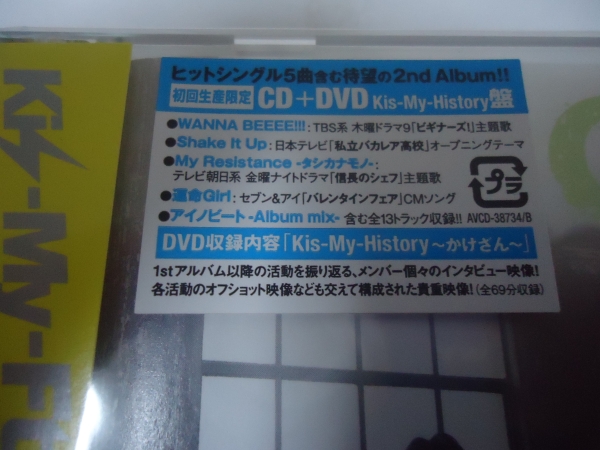 ヒットシングル5曲含む待望の2nd Album!!
初回生産限定 CD+DVD Kis-My-History盤
●WANNA BEEEE!!!: TBS系 木曜ドラマ9「ビギナーズ!」主題歌
●Shake It Up: 日本テレビ「私立バカレア高校」オープニングテーマ
●My Resistance -タシカナモノ-:
テレビ朝日系 金曜ナイトドラマ「信長のシェフ」主題歌
●運命Girl: セブン&アイ「バレンタインフェア」CMソング
●アイノビート-Album mix- 含む全13トラック収録!! AVCD-38734/B
プラ
DVD収録内容「Kis-My-History〜かけざん〜」
1stアルバム以降の活動を振り返る、メンバー個々のインタビュー映像!
各活動のオフショット映像なども交えて構成された貴重映像!(全69分収録)
Kis-My-F